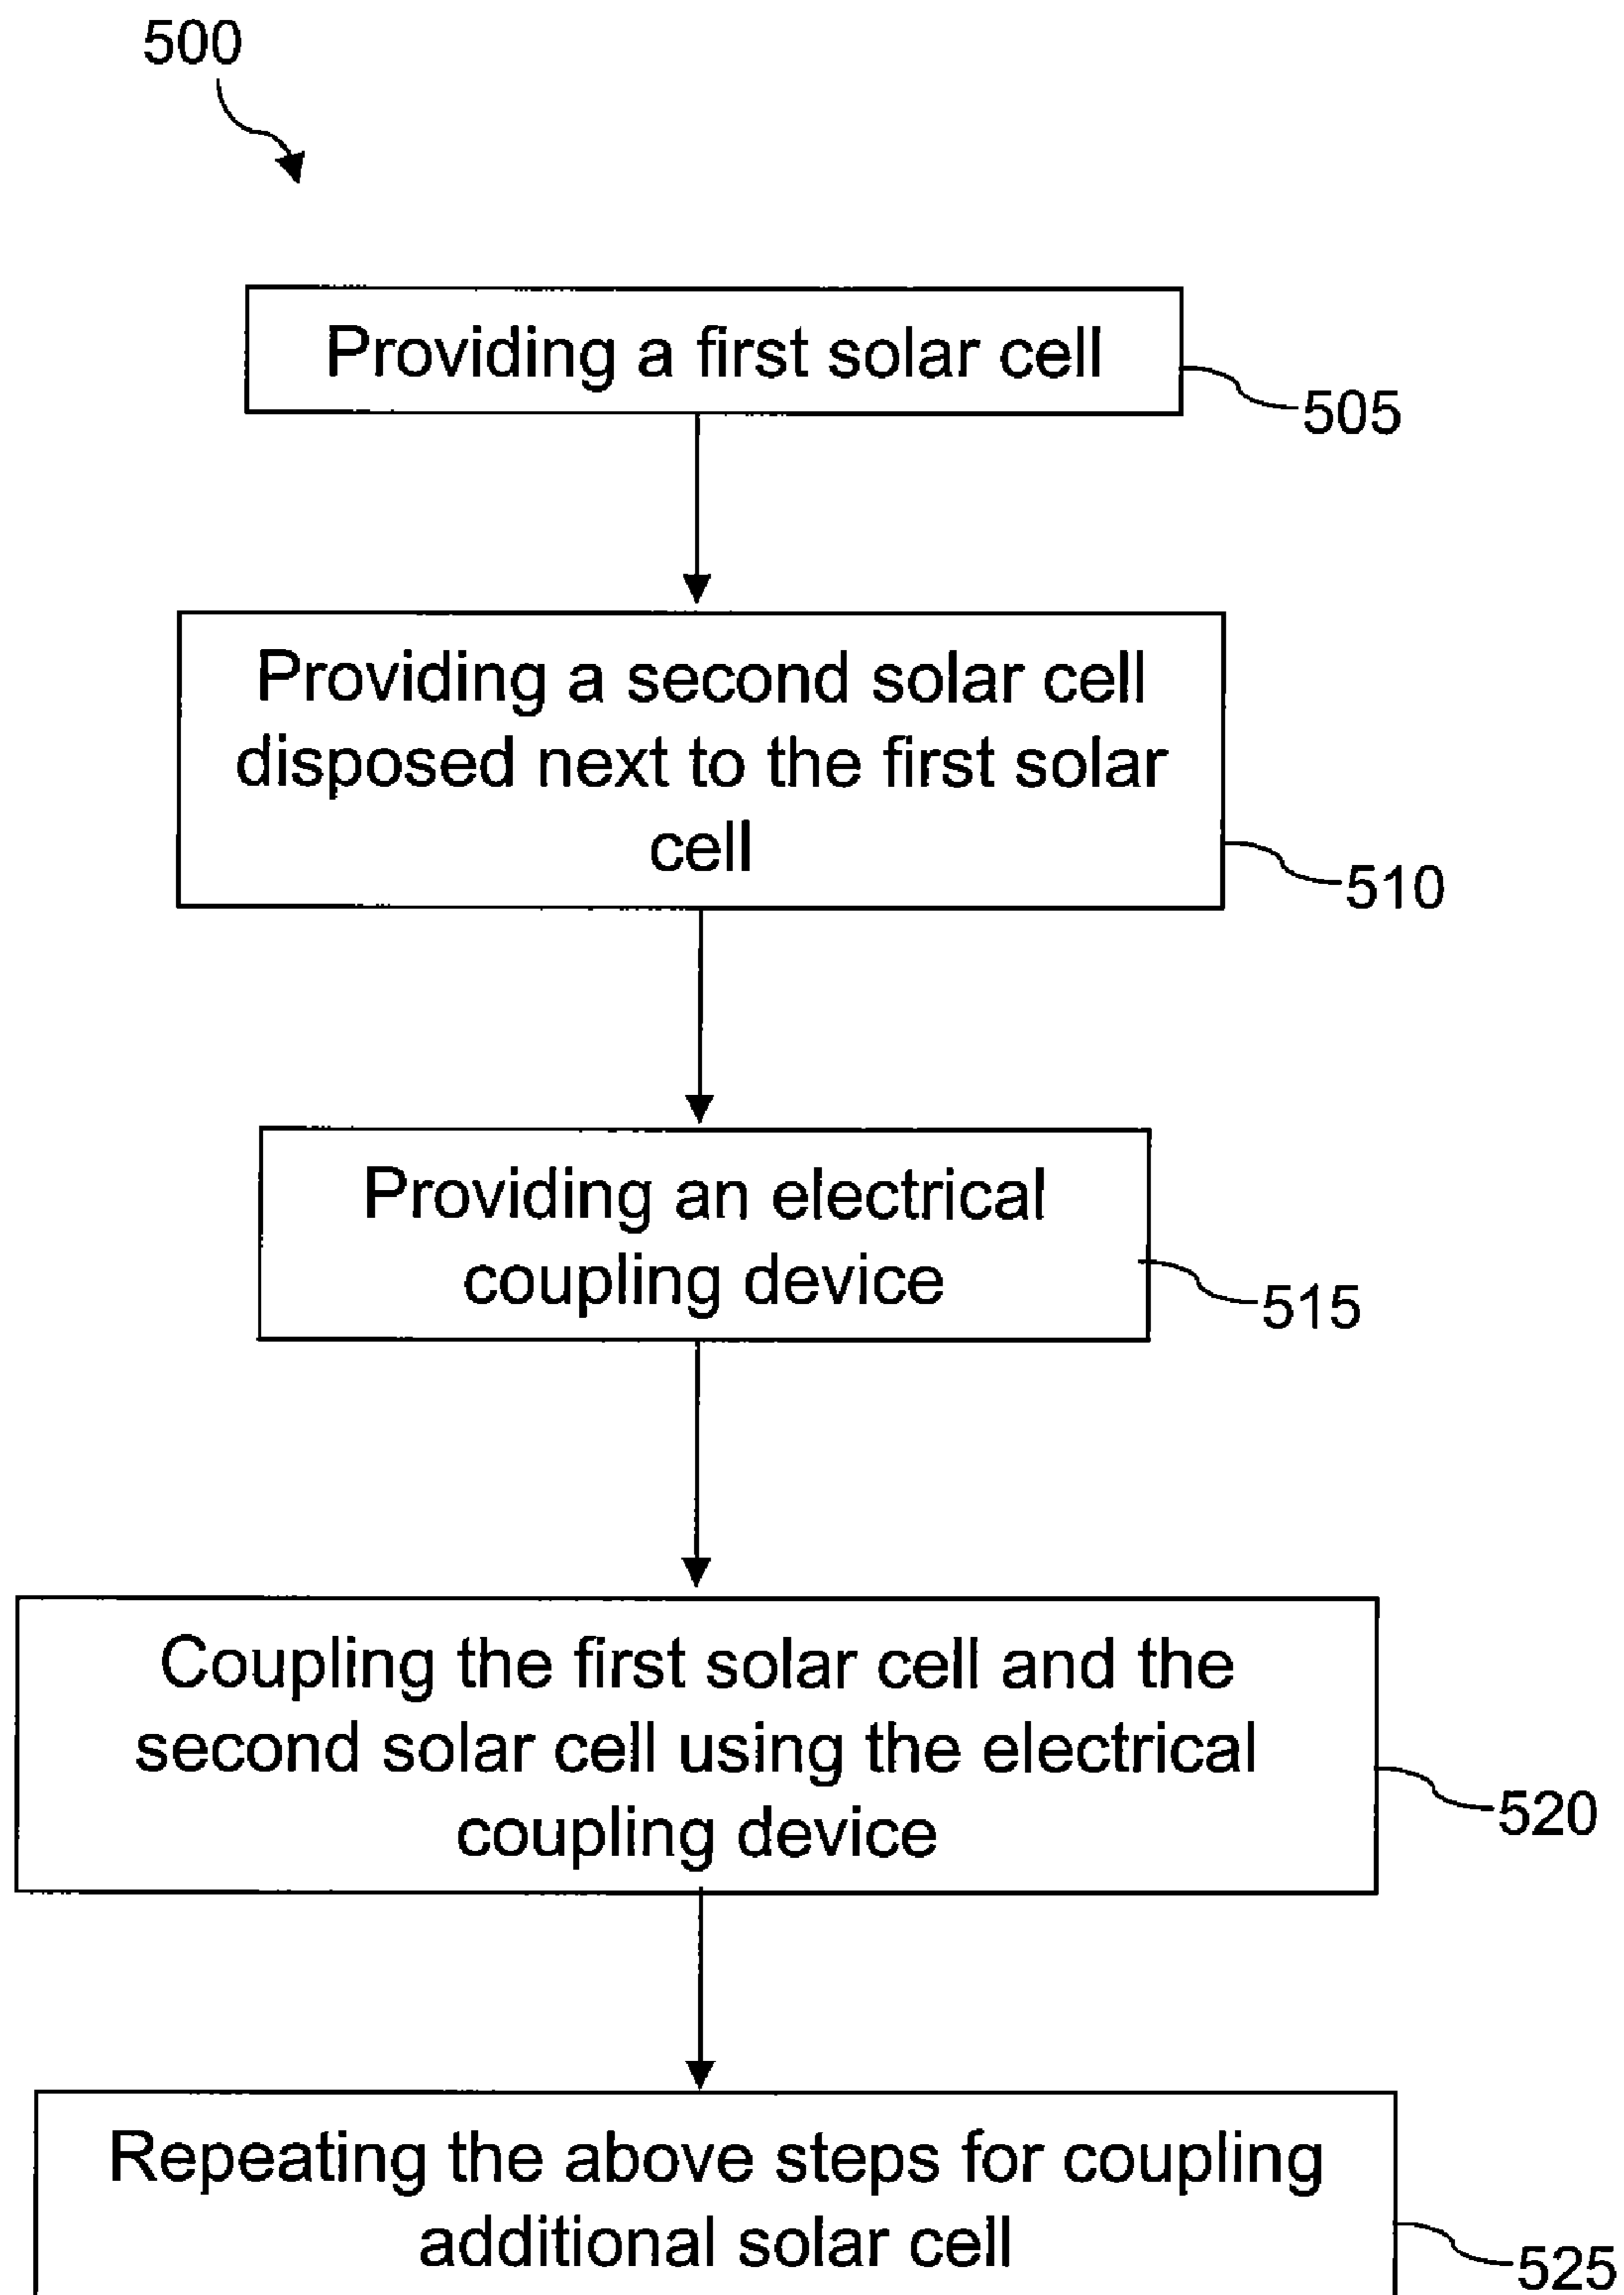 500
Providing a first solar cell
505
Providing a second solar cell
disposed next to the first solar
cell
510
Providing an electrical
coupling device
515
Coupling the first solar cell and the
second solar cell using the electrical
coupling device
520
Repeating the above steps for coupling
additional solar cell
525